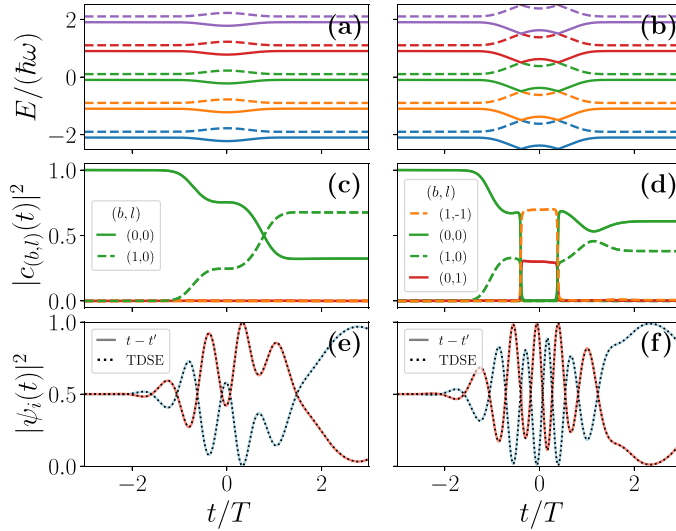 E/(ħω)
2
0
−2
(a)
(b)
|c_{(b,l)}(t)|²
1.0
0.5
0.0
(c)
(b, l)
(0,0)
(1,0)
(d)
(b, l)
(1,-1)
(0,0)
(1,0)
(0,1)
|ψ_i(t)|²
1.0
0.5
0.0
(e)
t − t′
TDSE
(f)
t − t′
TDSE
−2
0
2
−2
0
2
t/T
t/T